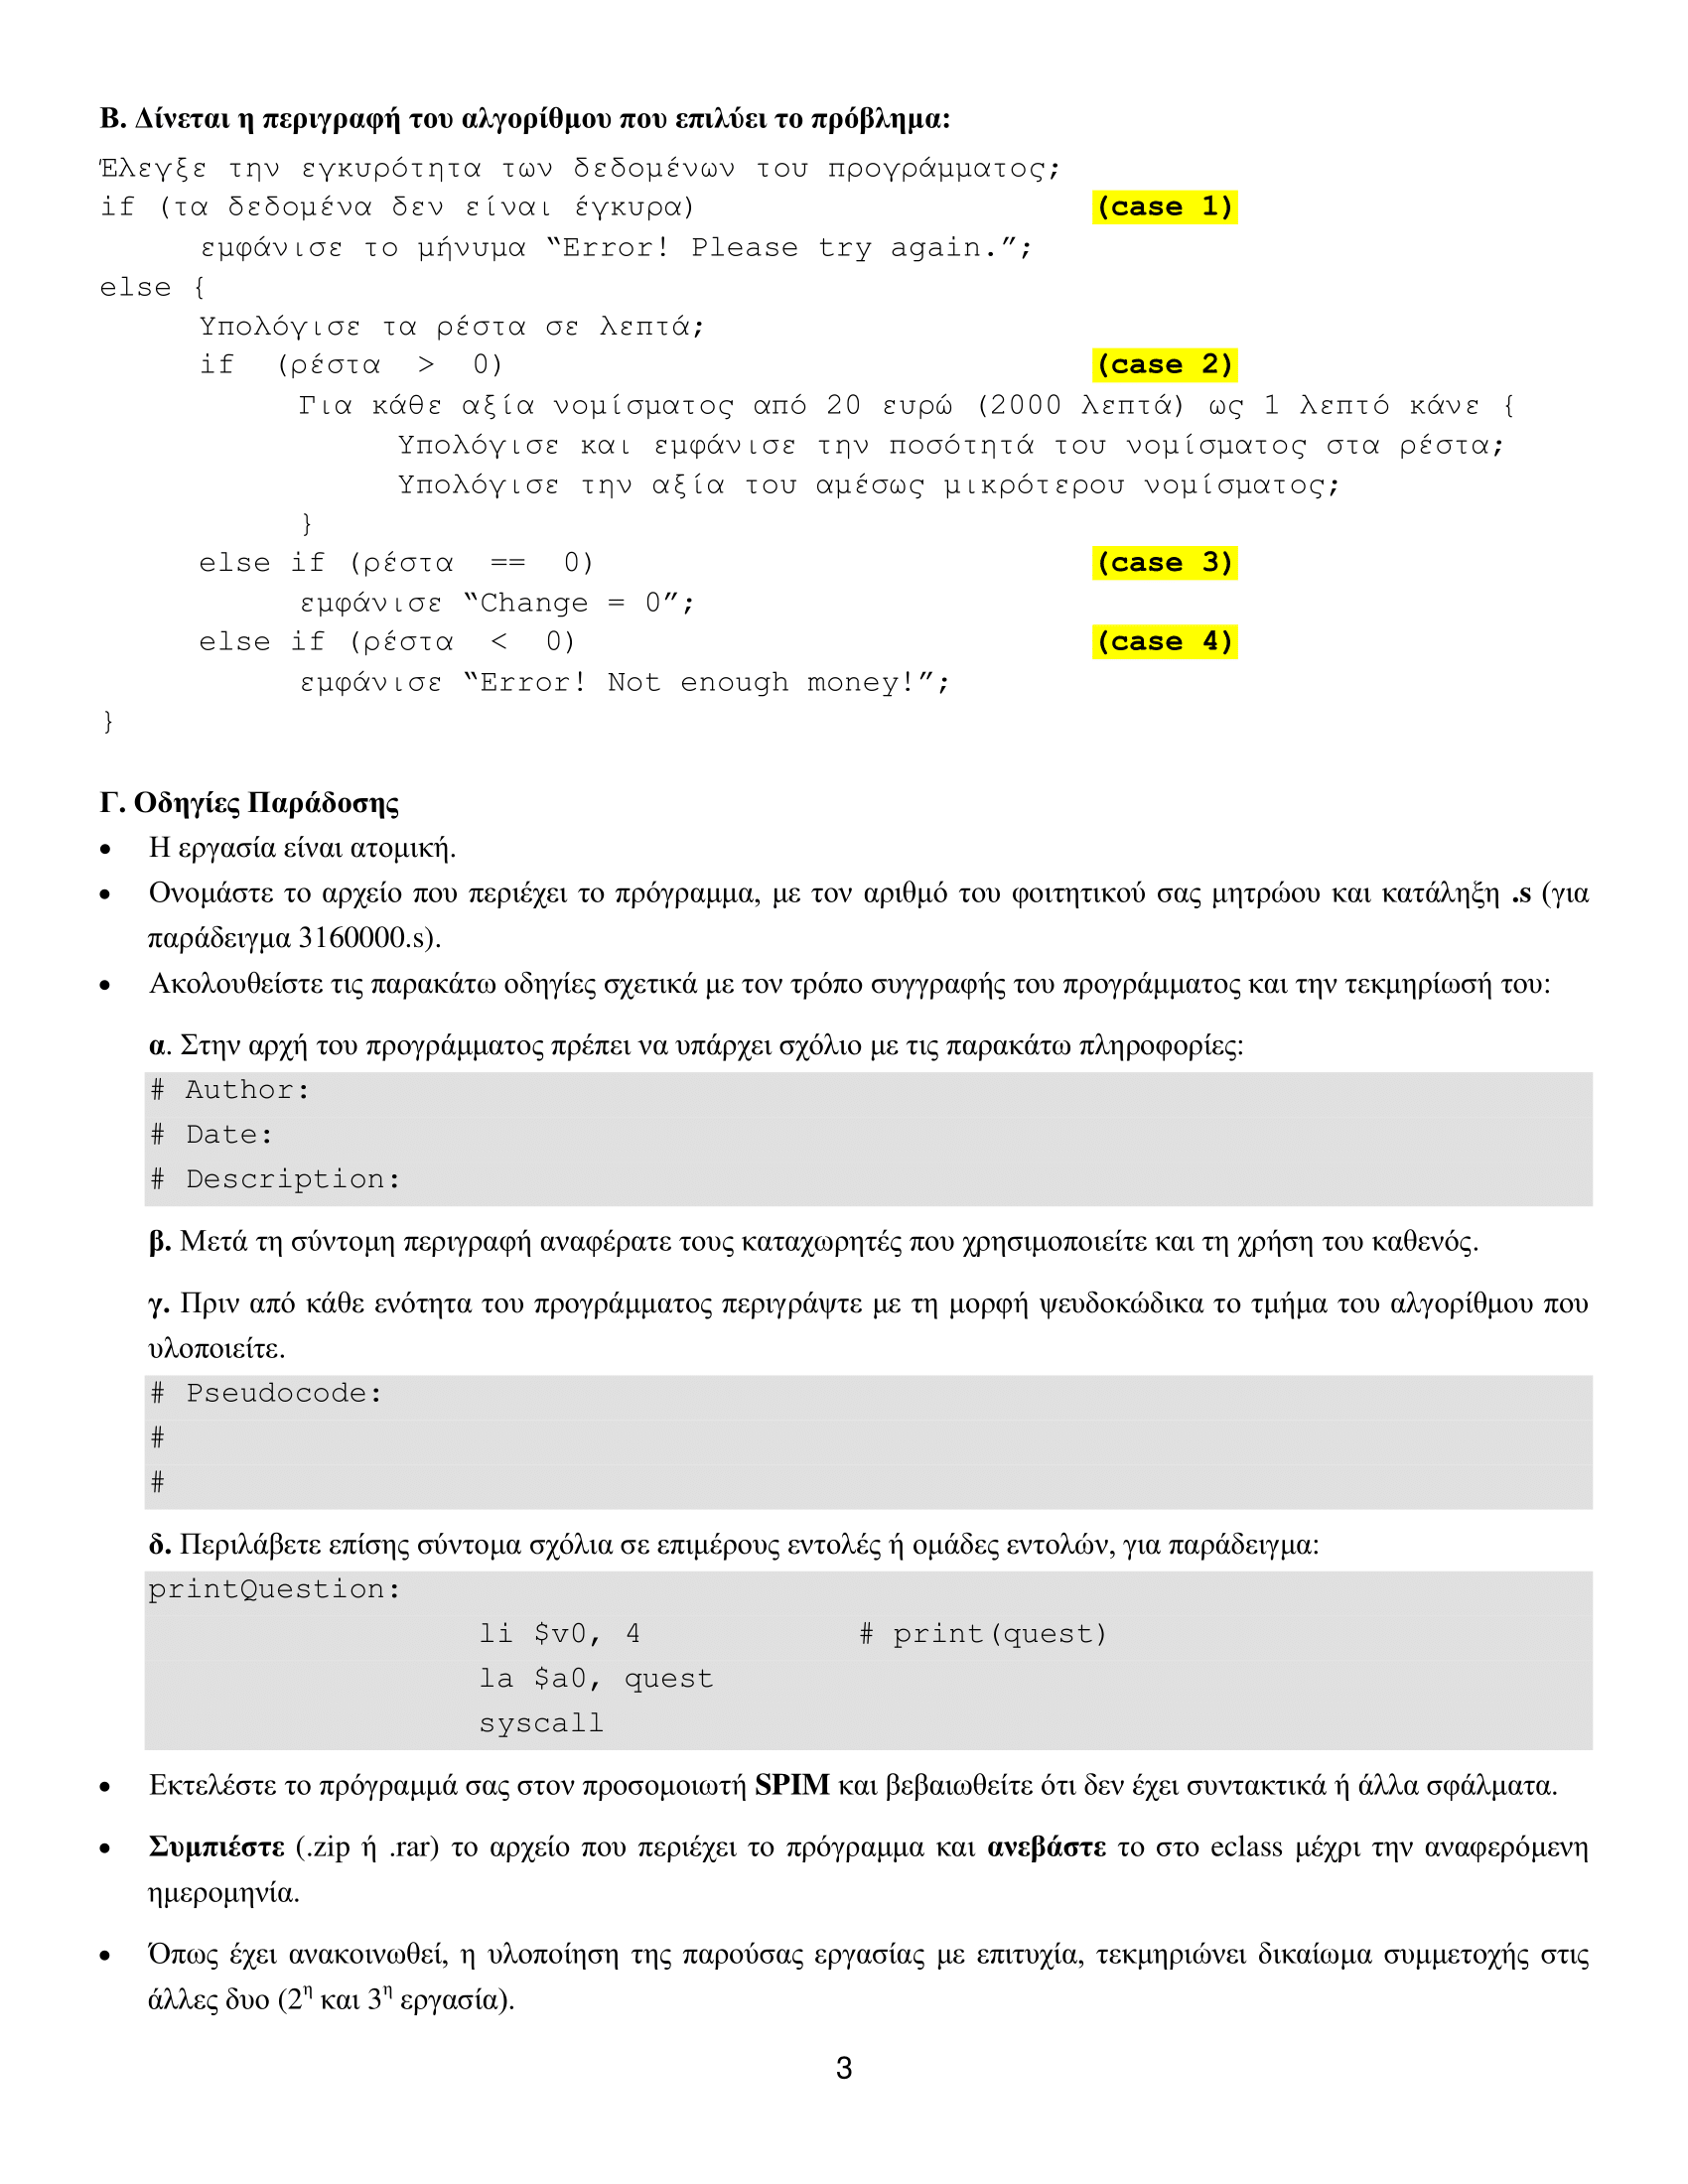 Β. Δίνεται η περιγραφή του αλγορίθμου που επιλύει το πρόβλημα:
Έλεγξε την εγκυρότητα των δεδομένων του προγράμματος;
if (τα δεδομένα δεν είναι έγκυρα) (case 1)
εμφάνισε το μήνυμα “Error! Please try again.”;
else {
Υπολόγισε τα ρέστα σε λεπτά;
if (ρέστα > 0) (case 2)
Για κάθε αξία νομίσματος από 20 ευρώ (2000 λεπτά) ως 1 λεπτό κάνε {
Υπολόγισε και εμφάνισε την ποσότητά του νομίσματος στα ρέστα;
Υπολόγισε την αξία του αμέσως μικρότερου νομίσματος;
}
else if (ρέστα == 0) (case 3)
εμφάνισε “Change = 0”;
else if (ρέστα < 0) (case 4)
εμφάνισε “Error! Not enough money!”;
}
Γ. Οδηγίες Παράδοσης
• Η εργασία είναι ατομική.
• Ονομάστε το αρχείο που περιέχει το πρόγραμμα, με τον αριθμό του φοιτητικού σας μητρώου και κατάληξη .s (για
παράδειγμα 3160000.s).
• Ακολουθείστε τις παρακάτω οδηγίες σχετικά με τον τρόπο συγγραφής του προγράμματος και την τεκμηρίωσή του:
α. Στην αρχή του προγράμματος πρέπει να υπάρχει σχόλιο με τις παρακάτω πληροφορίες:
# Author:
# Date:
# Description:
β. Μετά τη σύντομη περιγραφή αναφέρατε τους καταχωρητές που χρησιμοποιείτε και τη χρήση του καθενός.
γ. Πριν από κάθε ενότητα του προγράμματος περιγράψτε με τη μορφή ψευδοκώδικα το τμήμα του αλγορίθμου που
υλοποιείτε.
# Pseudocode:
#
#
δ. Περιλάβετε επίσης σύντομα σχόλια σε επιμέρους εντολές ή ομάδες εντολών, για παράδειγμα:
printQuestion:
li $v0, 4 # print(quest)
la $a0, quest
syscall
• Εκτελέστε το πρόγραμμά σας στον προσομοιωτή SPIM και βεβαιωθείτε ότι δεν έχει συντακτικά ή άλλα σφάλματα.
• Συμπιέστε (.zip ή .rar) το αρχείο που περιέχει το πρόγραμμα και ανεβάστε το στο eclass μέχρι την αναφερόμενη
ημερομηνία.
• Όπως έχει ανακοινωθεί, η υλοποίηση της παρούσας εργασίας με επιτυχία, τεκμηριώνει δικαίωμα συμμετοχής στις
άλλες δυο (2η και 3η εργασία).
3